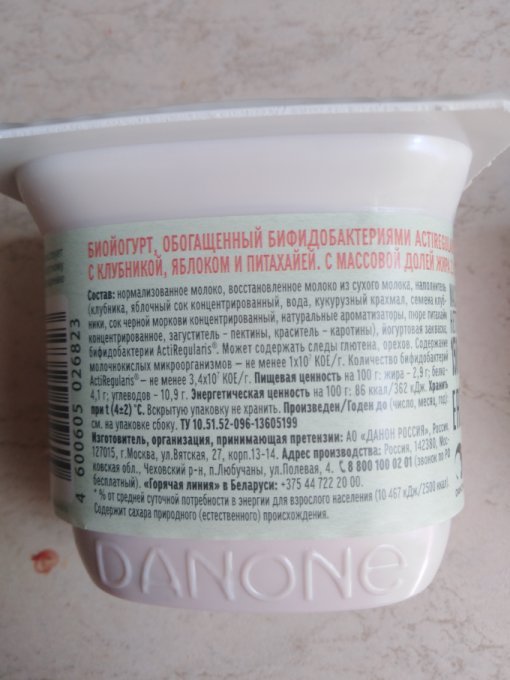 БИОЙОГУРТ, ОБОГАЩЕННЫЙ БИФИДОБАКТЕРИЯМИ ACTIREGUL
С КЛУБНИКОЙ, ЯБЛОКОМ И ПИТАХАЙЕЙ. С МАССОВОЙ ДОЛЕЙ ЖИРА
Состав: нормализованное молоко, восстановленное молоко из сухого молока, наполнитель
(клубника, яблочный сок концентрированный, вода, кукурузный крахмал, семена клуб-
ники, сок черной моркови концентрированный, натуральные ароматизаторы, пюре питахайи
концентрированное, загуститель - пектины, краситель - каротины), йогуртовая закваска,
бифидобактерии ActiRegularis®. Может содержать следы глютена, орехов. Содержание
молочнокислых микроорганизмов – не менее 1x10⁷ КОЕ/г. Количество бифидобактерий
ActiRegularis® – не менее 3,4x10⁷ КОЕ/г. Пищевая ценность на 100 г: жира - 2,9 г; белка-
4,1 г; углеводов - 10,9 г. Энергетическая ценность на 100 г: 86 ккал/362 кДж. Хранить
при t (4±2) °C. Вскрытую упаковку не хранить. Произведен/Годен до (число, месяц, год):
см. на упаковке сбоку. ТУ 10.51.52-096-13605199
Изготовитель, организация, принимающая претензии: АО «ДАНОН РОССИЯ», Россия,
127015, г.Москва, ул.Вятская, 27, корп.13-14. Адрес производства: Россия, 142380, Мос-
ковская обл., Чеховский р-н, п.Любучаны, ул.Полевая, 4. 8 800 100 02 01 (звонок по РФ
бесплатный). «Горячая линия» в Беларуси: +375 44 722 20 00.
* % от средней суточной потребности в энергии для взрослого населения (10 467 кДж/2500 ккал).
Содержит сахара природного (естественного) происхождения.
4 600605 026823
DANONE